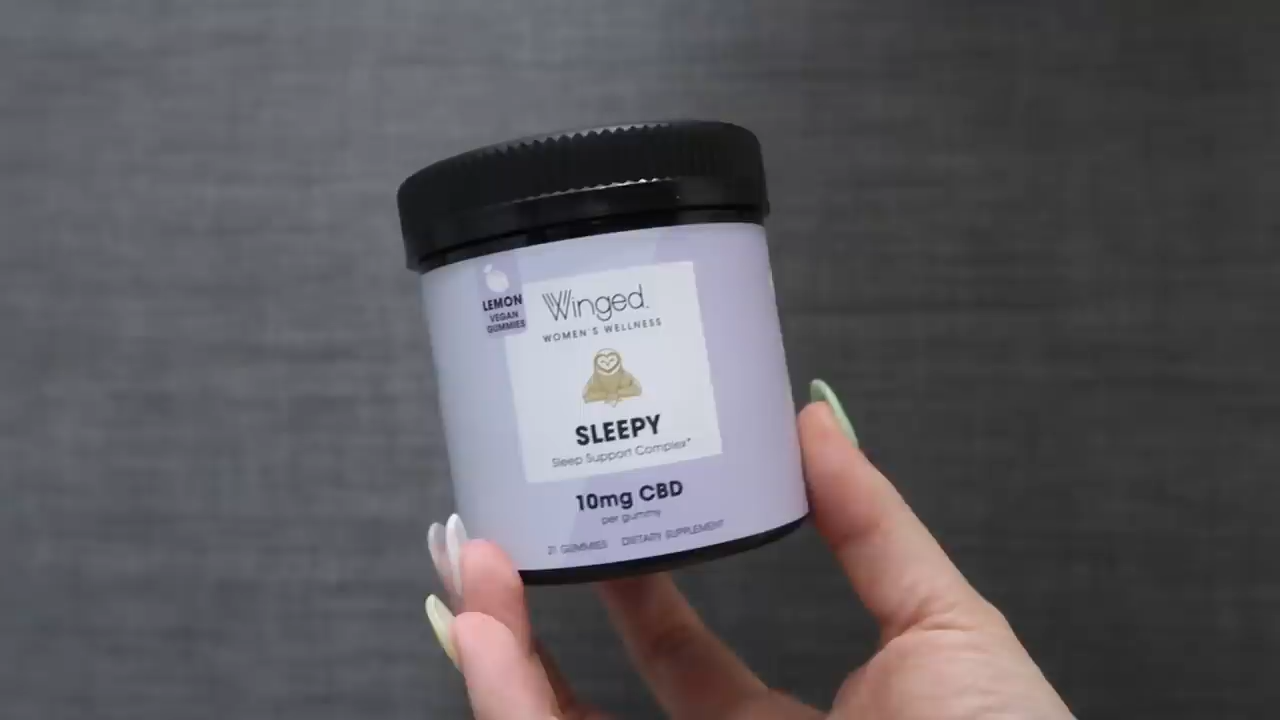 LEMON
VEGAN
GUMMIES
Winged
WOMEN'S WELLNESS
SLEEPY
Sleep Support Complex*
10mg CBD
per gummy
21 GUMMIES DIETARY SUPPLEMENT